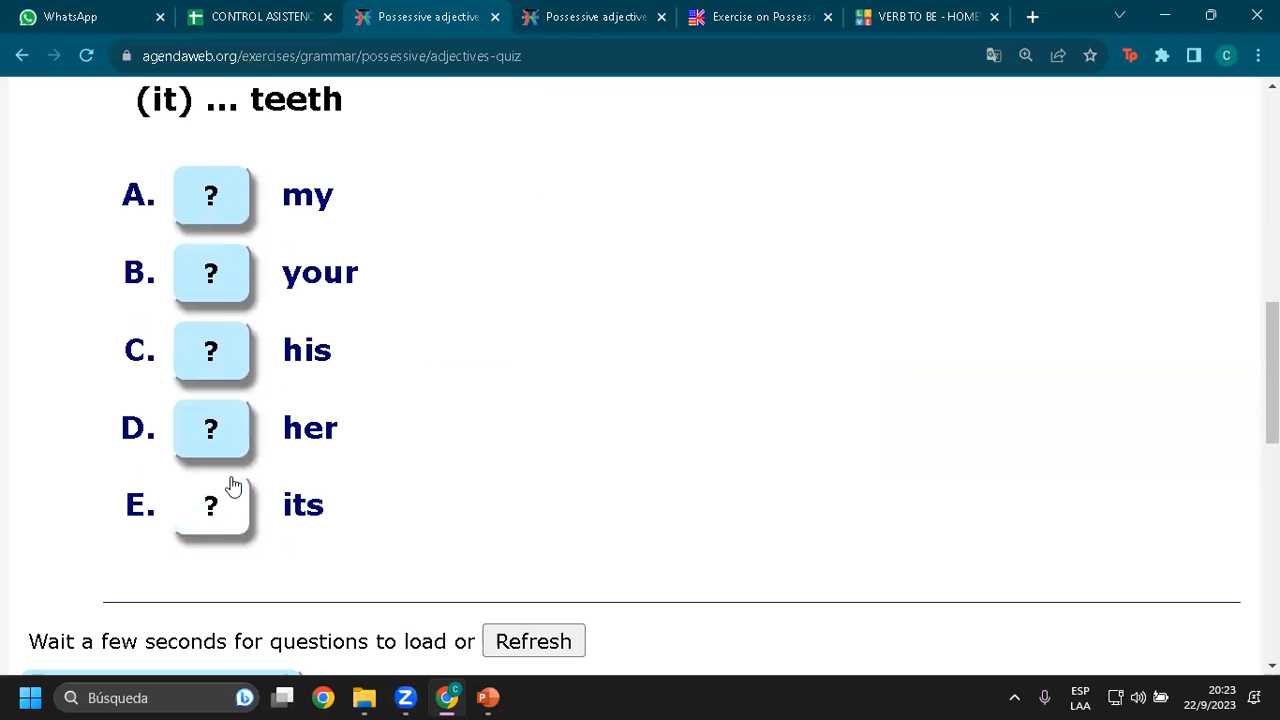 WhatsApp
CONTROL ASISTENC
Possessive adjective
Possessive adjective
Exercise on Possess
VERB TO BE - HOME
agendaweb.org/exercises/grammar/possessive/adjectives-quiz
Tp
C
(it) ... teeth
A. ? my
B. ? your
C. ? his
D. ? her
E. ? its
Wait a few seconds for questions to load or Refresh
Búsqueda
ESP
LAA
20:23
22/9/2023